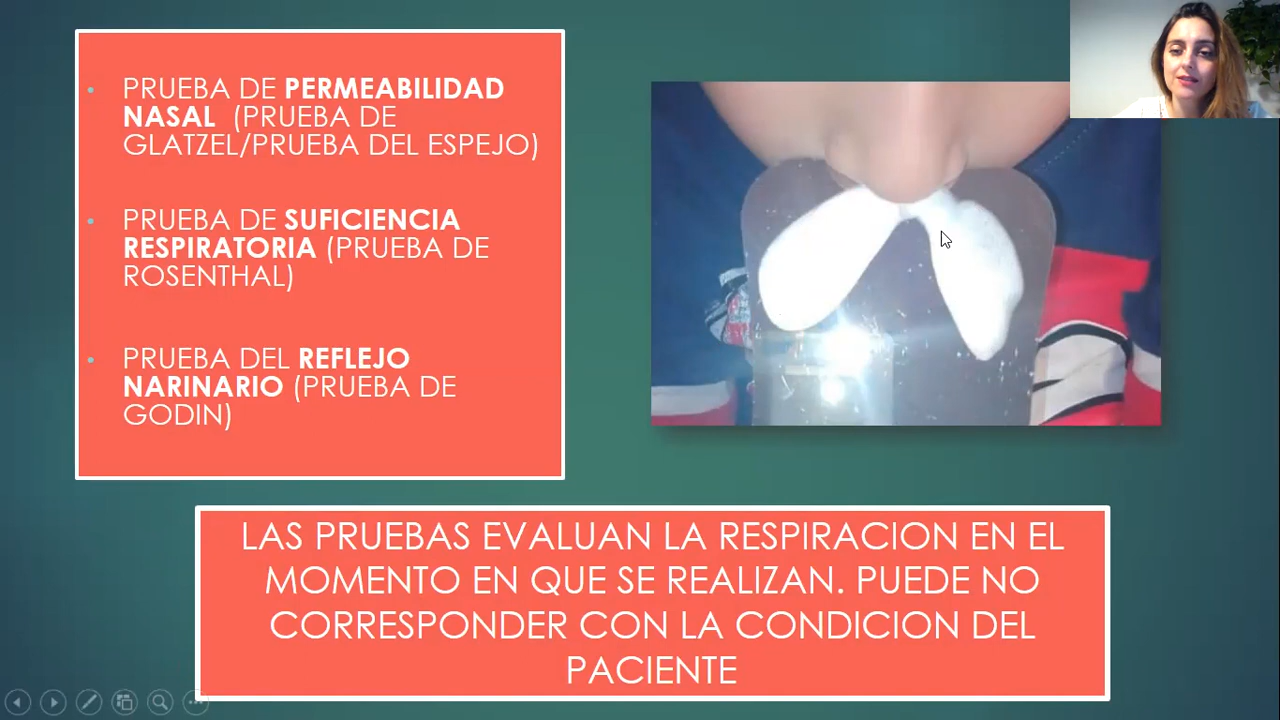 PRUEBA DE PERMEABILIDAD
NASAL (PRUEBA DE
GLATZEL/PRUEBA DEL ESPEJO)
PRUEBA DE SUFICIENCIA
RESPIRATORIA (PRUEBA DE
ROSENTHAL)
PRUEBA DEL REFLEJO
NARINARIO (PRUEBA DE
GODIN)
LAS PRUEBAS EVALUAN LA RESPIRACION EN EL
MOMENTO EN QUE SE REALIZAN. PUEDE NO
CORRESPONDER CON LA CONDICION DEL
PACIENTE